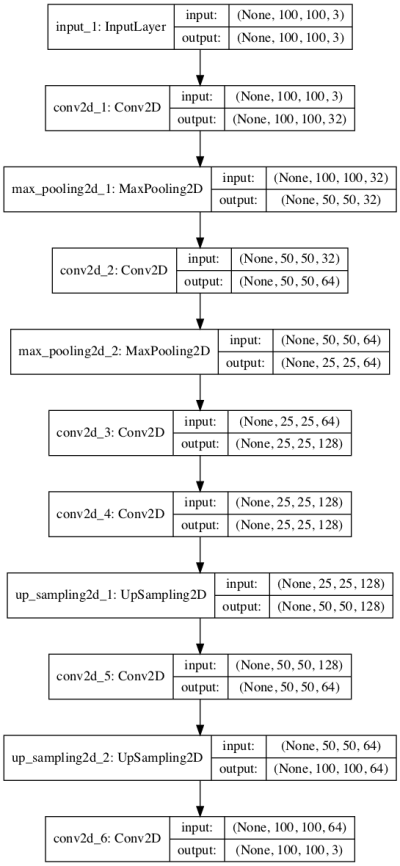 input_1: InputLayer
input: (None, 100, 100, 3)
output: (None, 100, 100, 3)
conv2d_1: Conv2D
input: (None, 100, 100, 3)
output: (None, 100, 100, 32)
max_pooling2d_1: MaxPooling2D
input: (None, 100, 100, 32)
output: (None, 50, 50, 32)
conv2d_2: Conv2D
input: (None, 50, 50, 32)
output: (None, 50, 50, 64)
max_pooling2d_2: MaxPooling2D
input: (None, 50, 50, 64)
output: (None, 25, 25, 64)
conv2d_3: Conv2D
input: (None, 25, 25, 64)
output: (None, 25, 25, 128)
conv2d_4: Conv2D
input: (None, 25, 25, 128)
output: (None, 25, 25, 128)
up_sampling2d_1: UpSampling2D
input: (None, 25, 25, 128)
output: (None, 50, 50, 128)
conv2d_5: Conv2D
input: (None, 50, 50, 128)
output: (None, 50, 50, 64)
up_sampling2d_2: UpSampling2D
input: (None, 50, 50, 64)
output: (None, 100, 100, 64)
conv2d_6: Conv2D
input: (None, 100, 100, 64)
output: (None, 100, 100, 3)